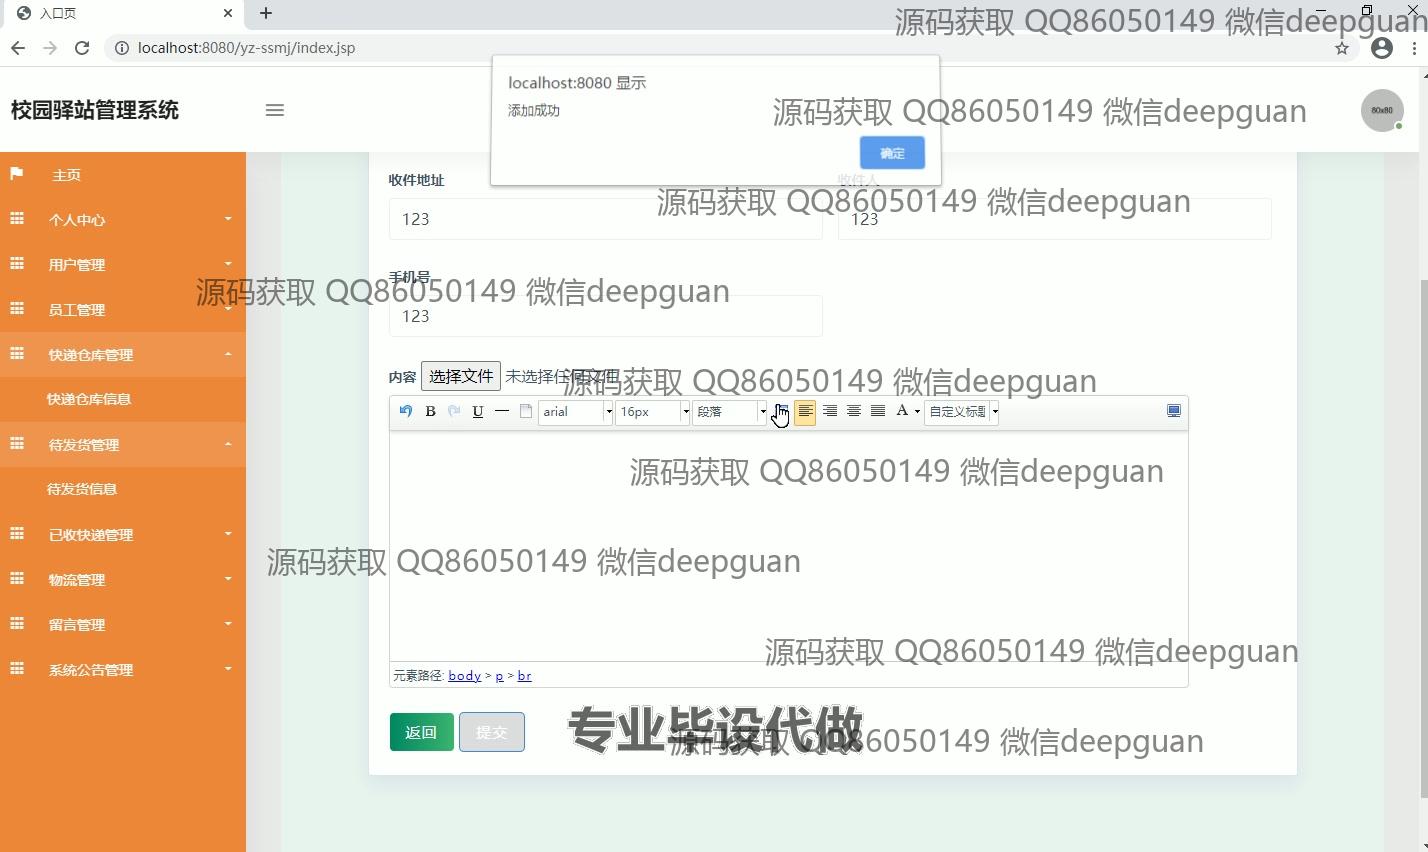 入口页
源码获取 QQ86050149 微信deepguan
localhost:8080/yz-ssmj/index.jsp
localhost:8080 显示
添加成功
确定
校园驿站管理系统
源码获取 QQ86050149 微信deepguan
60x60
主页
个人中心
用户管理
员工管理
快递仓库管理
快递仓库信息
待发货管理
待发货信息
已收快递管理
物流管理
留言管理
系统公告管理
收件地址
收件人
源码获取 QQ86050149 微信deepguan
123
123
手机号
源码获取 QQ86050149 微信deepguan
123
内容 选择文件 未选择任何文件
源码获取 QQ86050149 微信deepguan
B U arial 16px 段落 A 自定义标题
源码获取 QQ86050149 微信deepguan
源码获取 QQ86050149 微信deepguan
源码获取 QQ86050149 微信deepguan
元素路径: body > p > br
返回 提交
专业毕设代做
源码获取 QQ86050149 微信deepguan